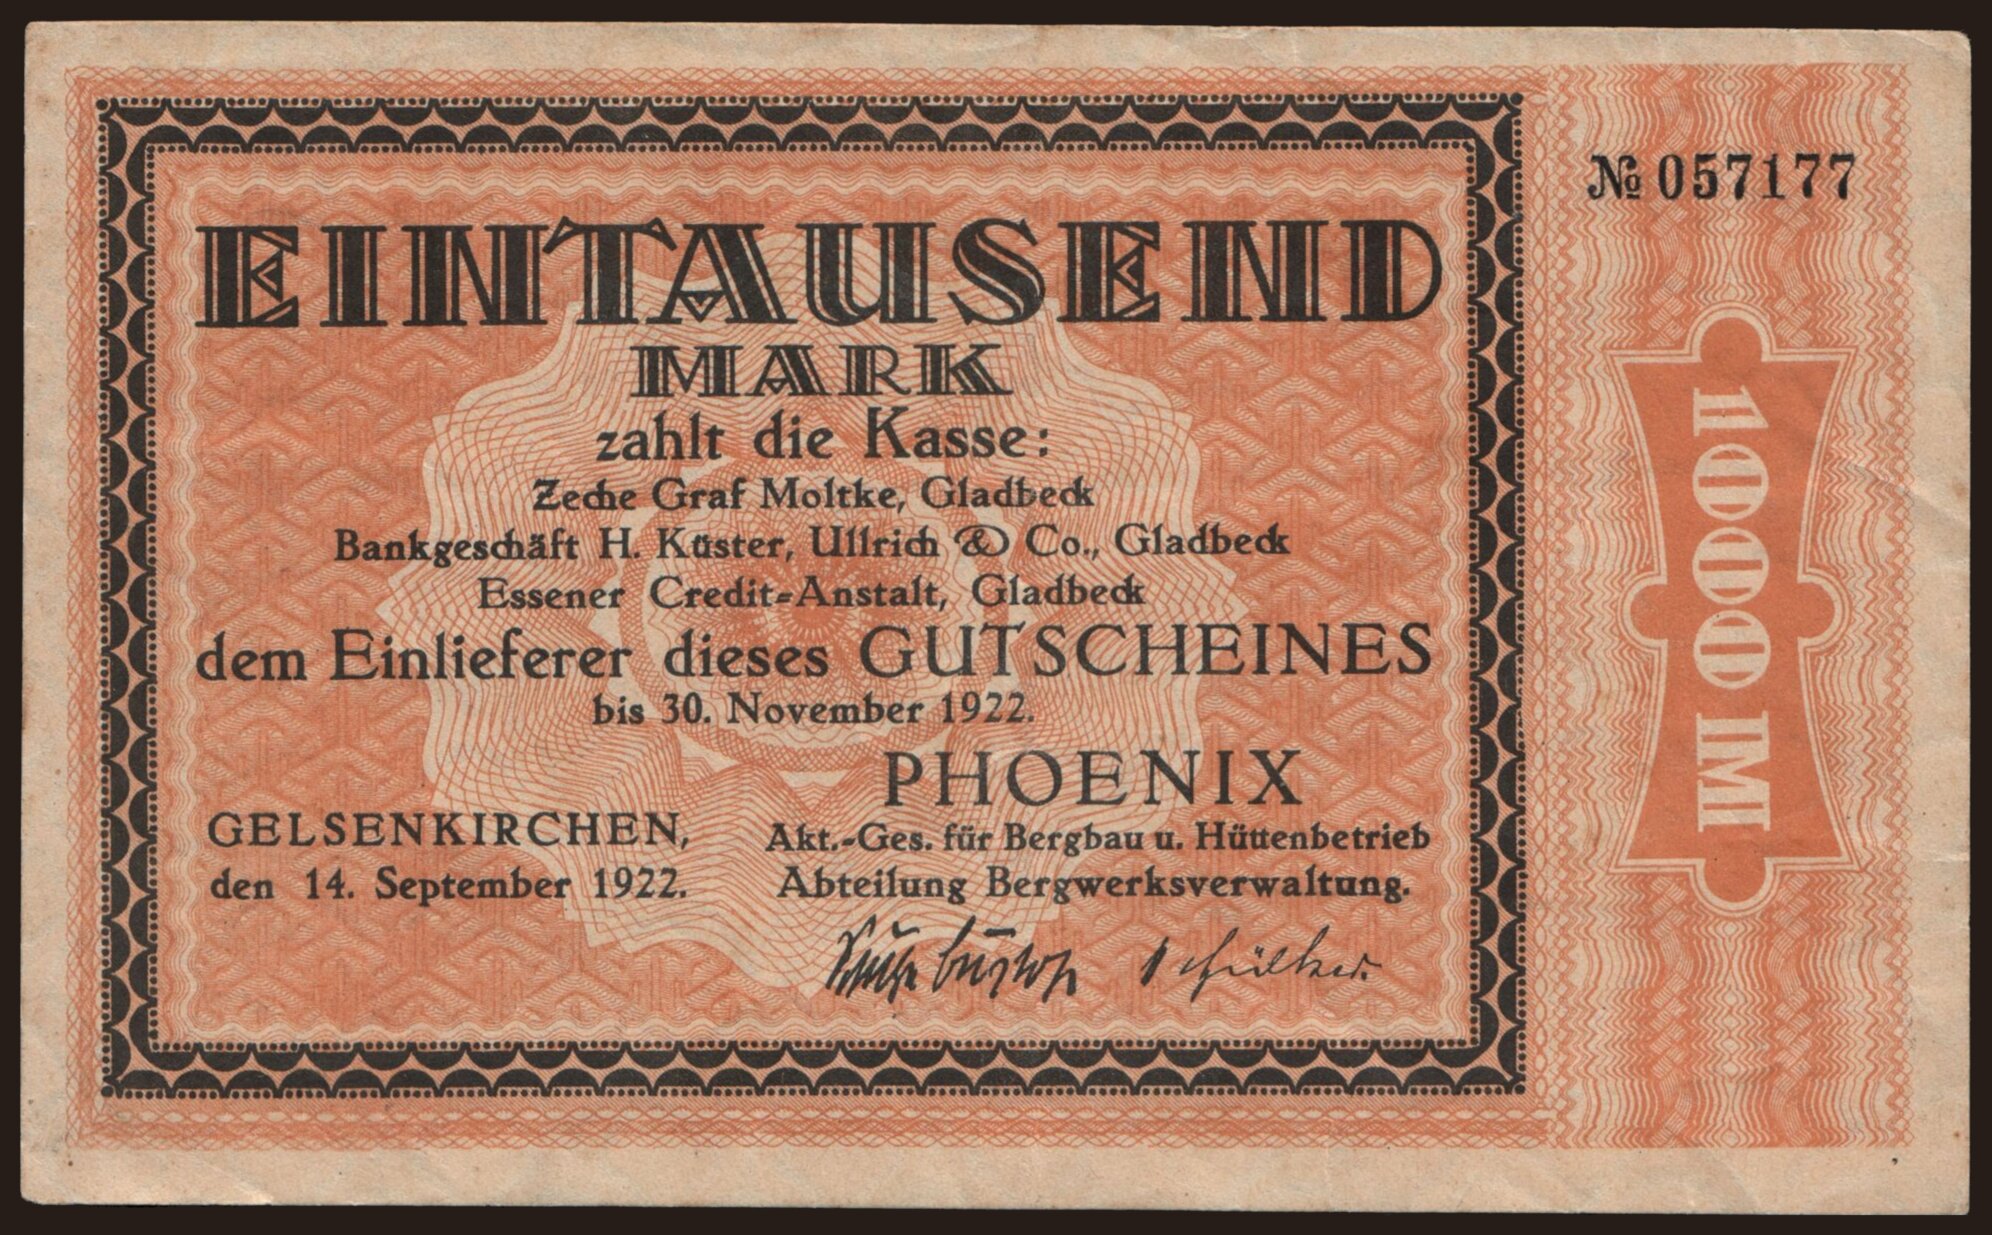 EINTAUSEND
MARK
zahlt die Kasse:
Zeche Graf Moltke, Gladbeck
Bankgeschäft H. Küster, Ullrich & Co., Gladbeck
Essener Credit-Anstalt, Gladbeck
dem Einlieferer dieses GUTSCHEINES
bis 30. November 1922.
PHOENIX
Akt.-Ges. für Bergbau u. Hüttenbetrieb
Abteilung Bergwerksverwaltung.
GELSENKIRCHEN,
den 14. September 1922.
№ 057177
1000 M